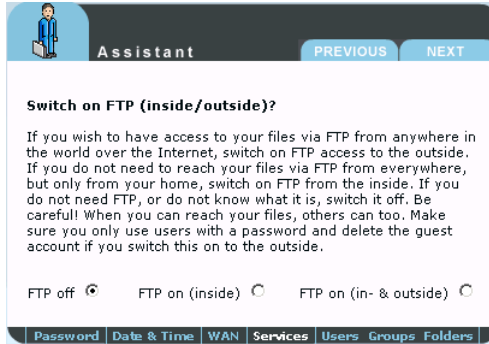 Assistant
PREVIOUS
NEXT
Switch on FTP (inside/outside)?
If you wish to have access to your files via FTP from anywhere in
the world over the Internet, switch on FTP access to the outside.
If you do not need to reach your files via FTP from everywhere,
but only from your home, switch on FTP from the inside. If you
do not need FTP, or do not know what it is, switch it off. Be
careful! When you can reach your files, others can too. Make
sure you only use users with a password and delete the guest
account if you switch this on to the outside.
FTP off FTP on (inside) FTP on (in- & outside)
Password | Date & Time | WAN | Services | Users Groups Folders